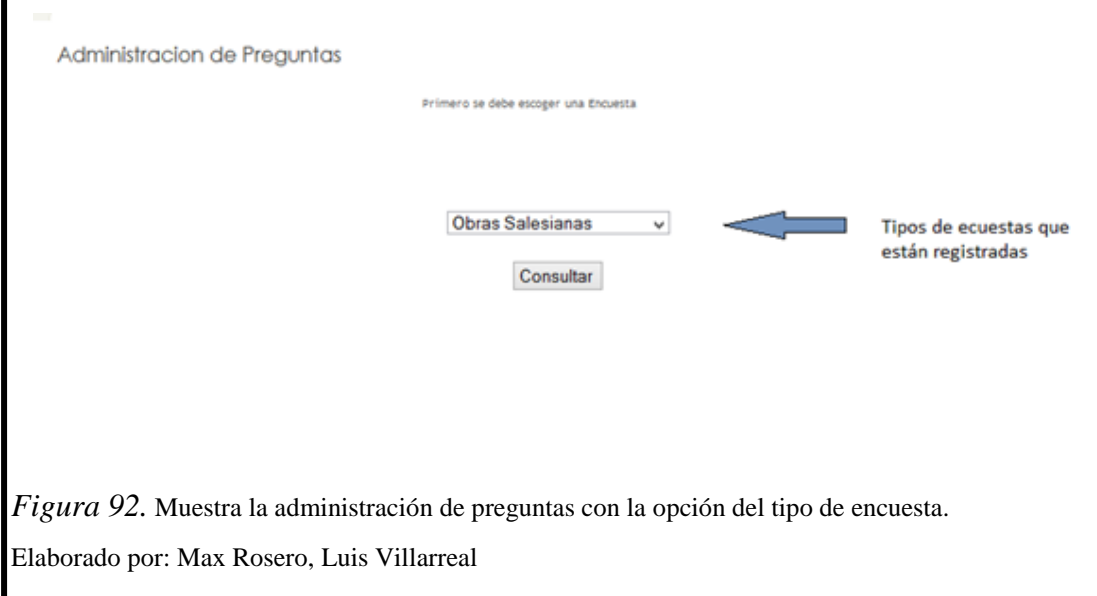 Administracion de Preguntas
Primero se debe escoger una Encuesta
Obras Salesianas
Tipos de ecuestas que
están registradas
Consultar
Figura 92. Muestra la administración de preguntas con la opción del tipo de encuesta.
Elaborado por: Max Rosero, Luis Villarreal